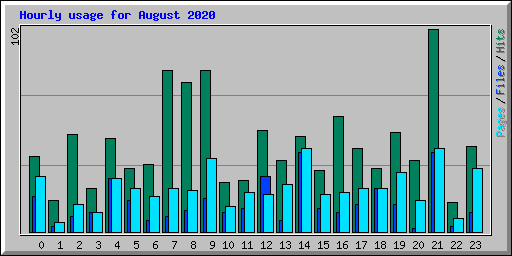 Hourly usage for August 2020
102
Pages / Files / Hits
0 1 2 3 4 5 6 7 8 9 10 11 12 13 14 15 16 17 18 19 20 21 22 23